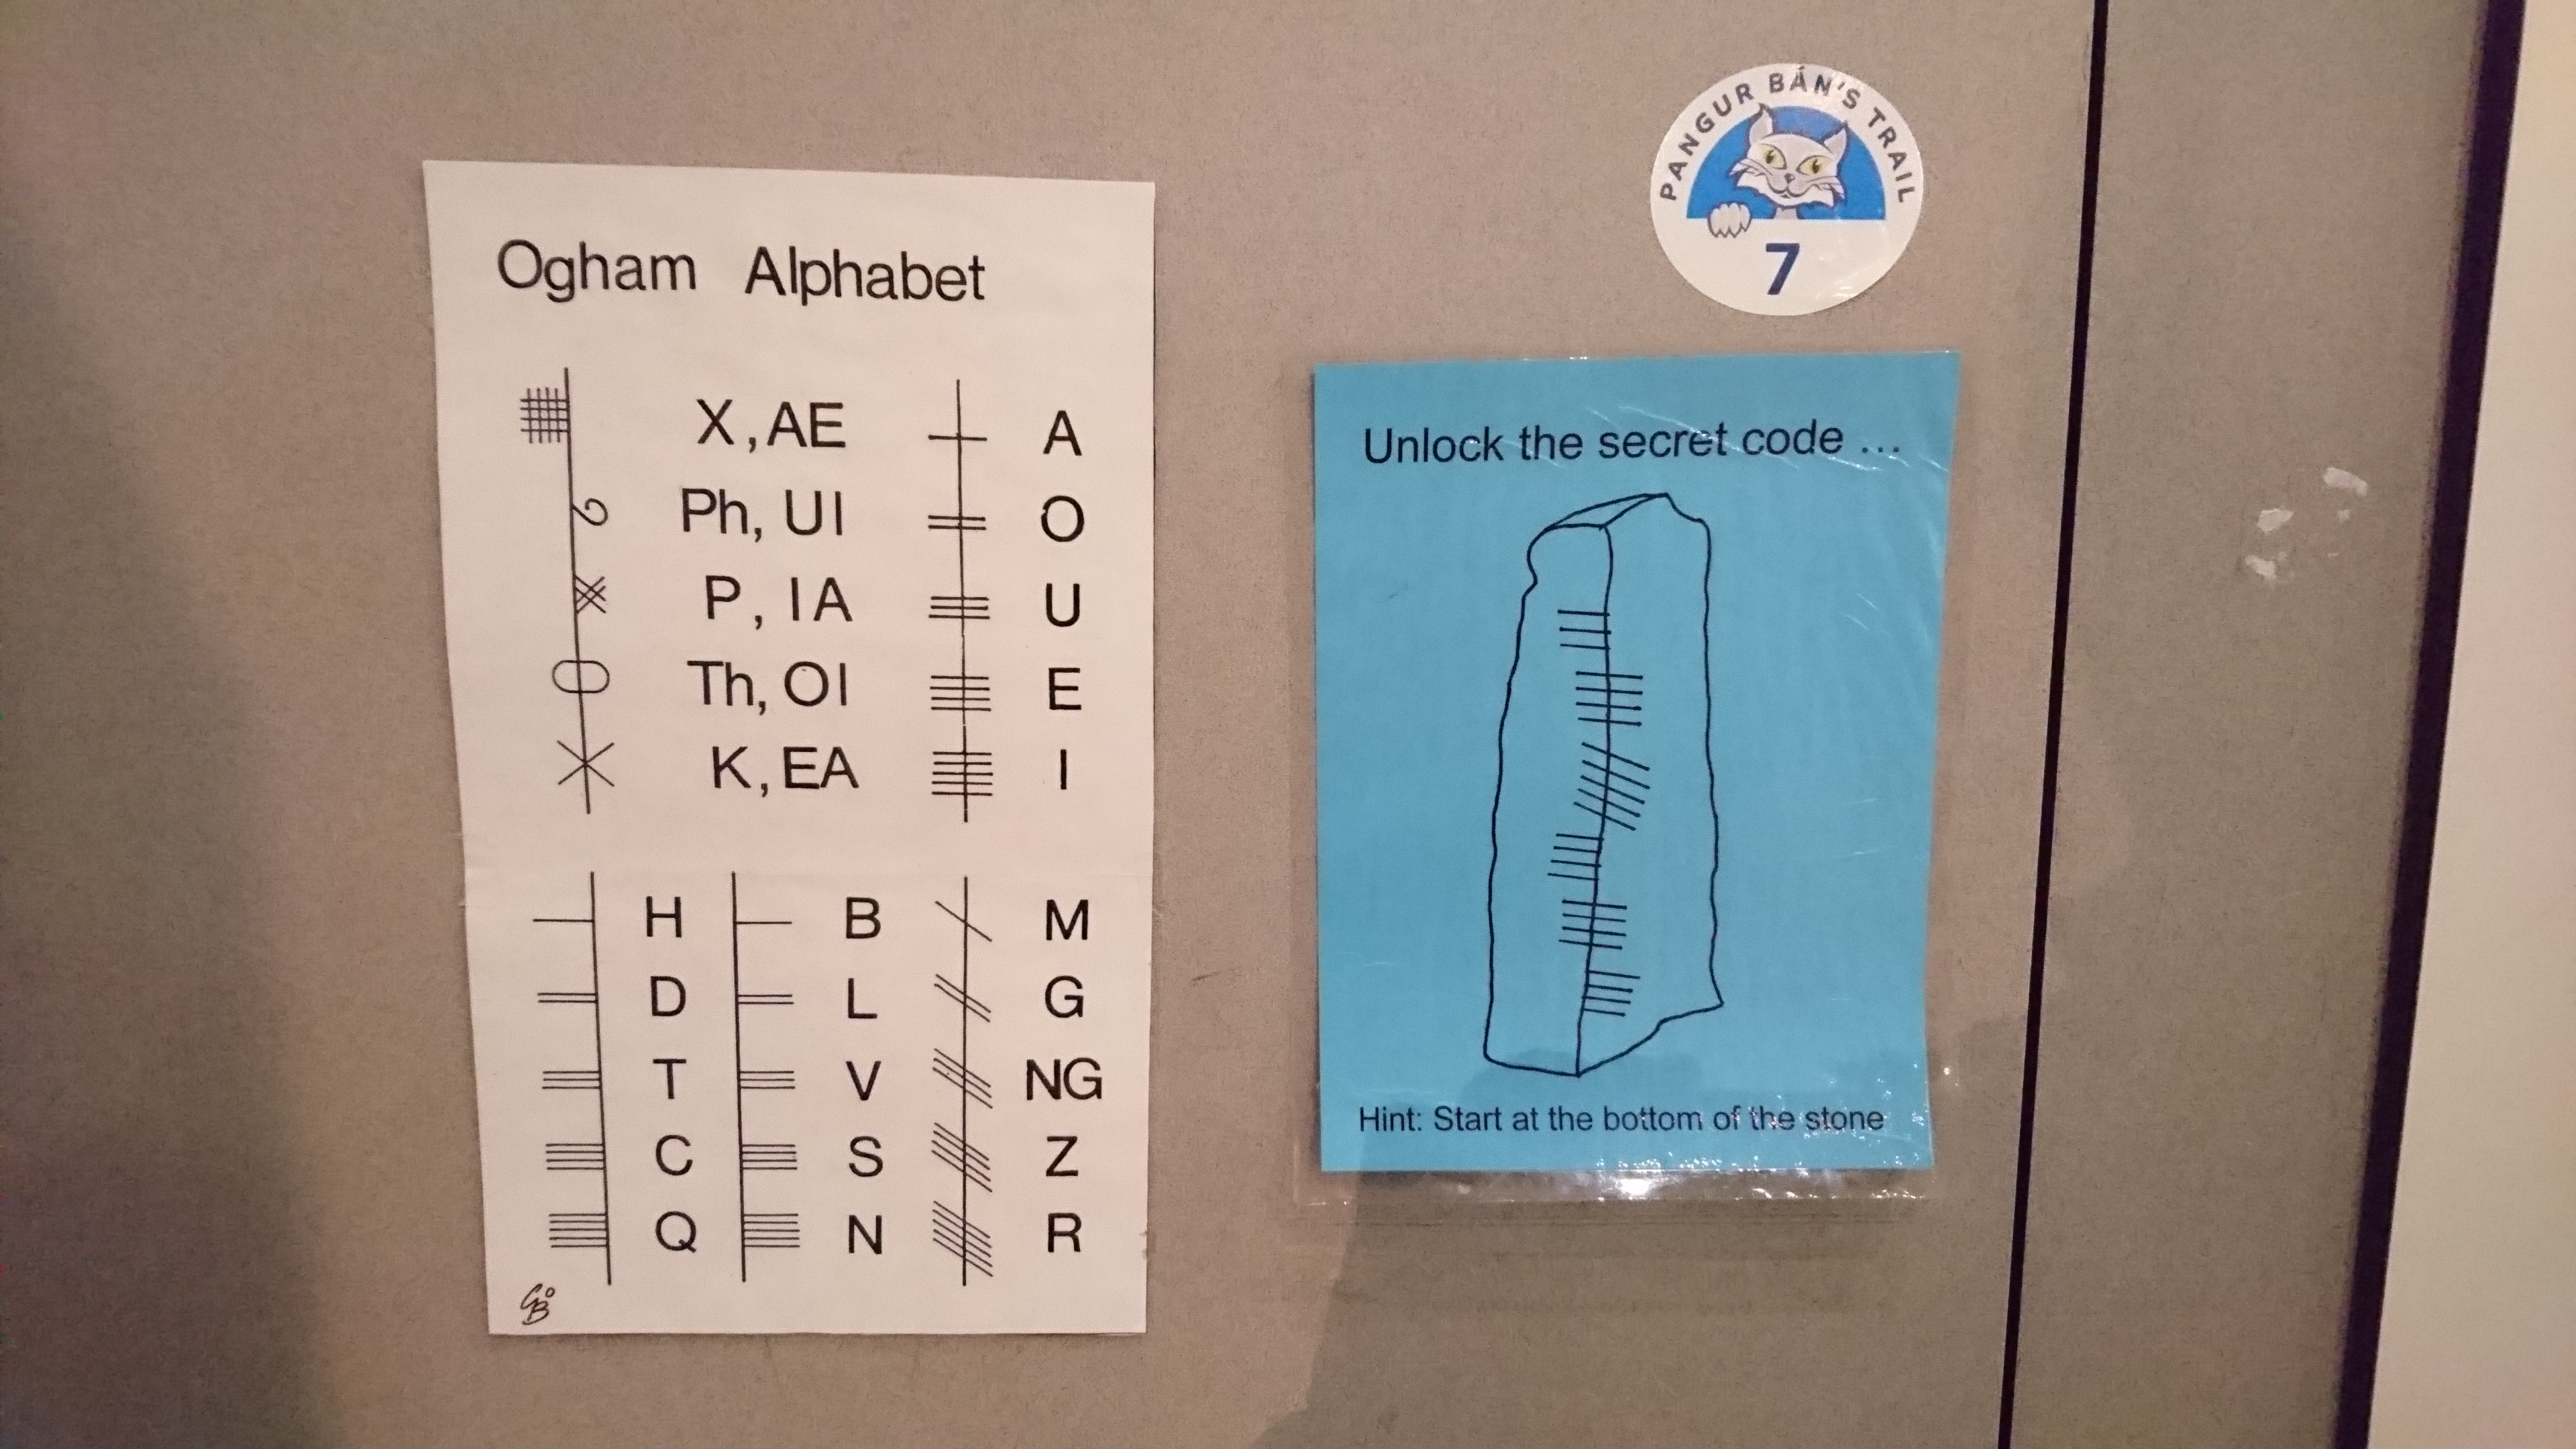 Ogham Alphabet
ᚙ X, AE ᚐ A
ᚗ Ph, UI ᚑ O
ᚘ P, IA ᚒ U
ᚖ Th, OI ᚓ E
ᚕ K, EA ᚔ I
ᚆ H ᚁ B ᚋ M
ᚇ D ᚂ L ᚌ G
ᚈ T ᚃ V ᚍ NG
ᚉ C ᚄ S ᚎ Z
ᚊ Q ᚅ N ᚏ R
PANGUR BÁN'S TRAIL
7
Unlock the secret code ...
ᚄᚓᚉᚏᚓᚈ
Hint: Start at the bottom of the stone